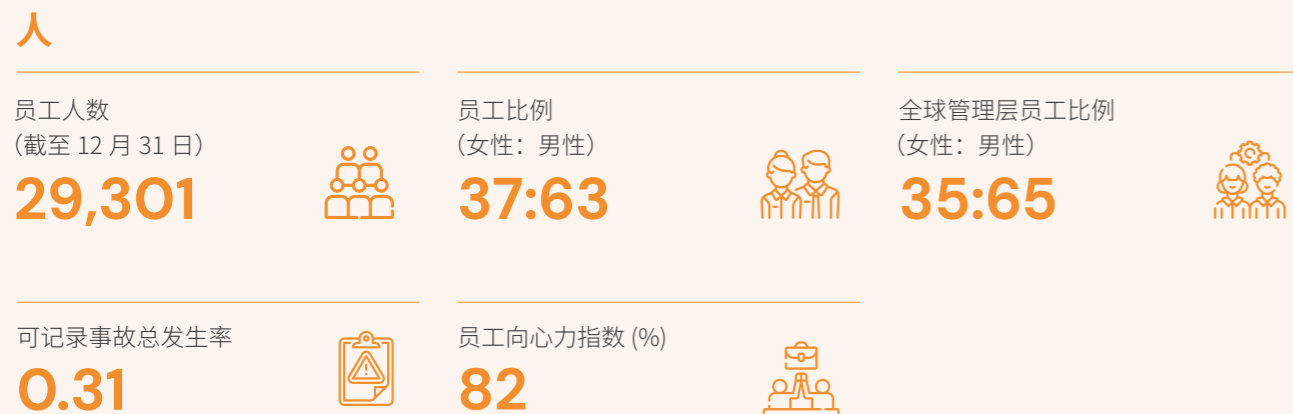 人
员工人数
（截至 12 月 31 日）
29,301
员工比例
（女性：男性）
37:63
全球管理层员工比例
（女性：男性）
35:65
可记录事故总发生率
0.31
员工向心力指数 (%)
82